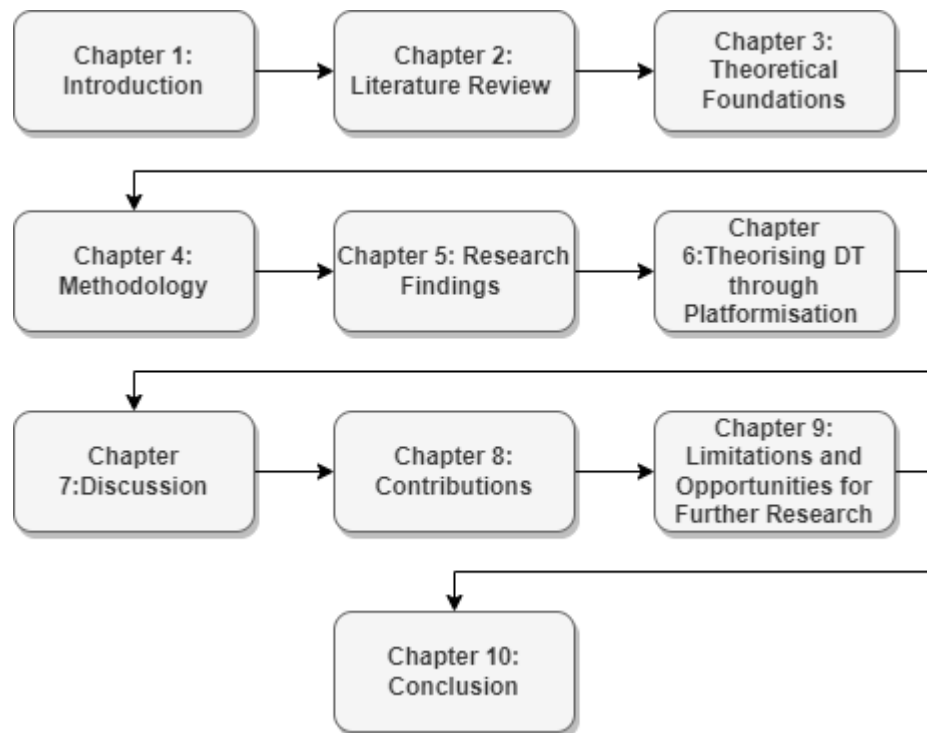 Chapter 1:
Introduction
Chapter 2:
Literature Review
Chapter 3:
Theoretical
Foundations
Chapter 4:
Methodology
Chapter 5: Research
Findings
Chapter
6:Theorising DT
through
Platformisation
Chapter
7:Discussion
Chapter 8:
Contributions
Chapter 9:
Limitations and
Opportunities for
Further Research
Chapter 10:
Conclusion